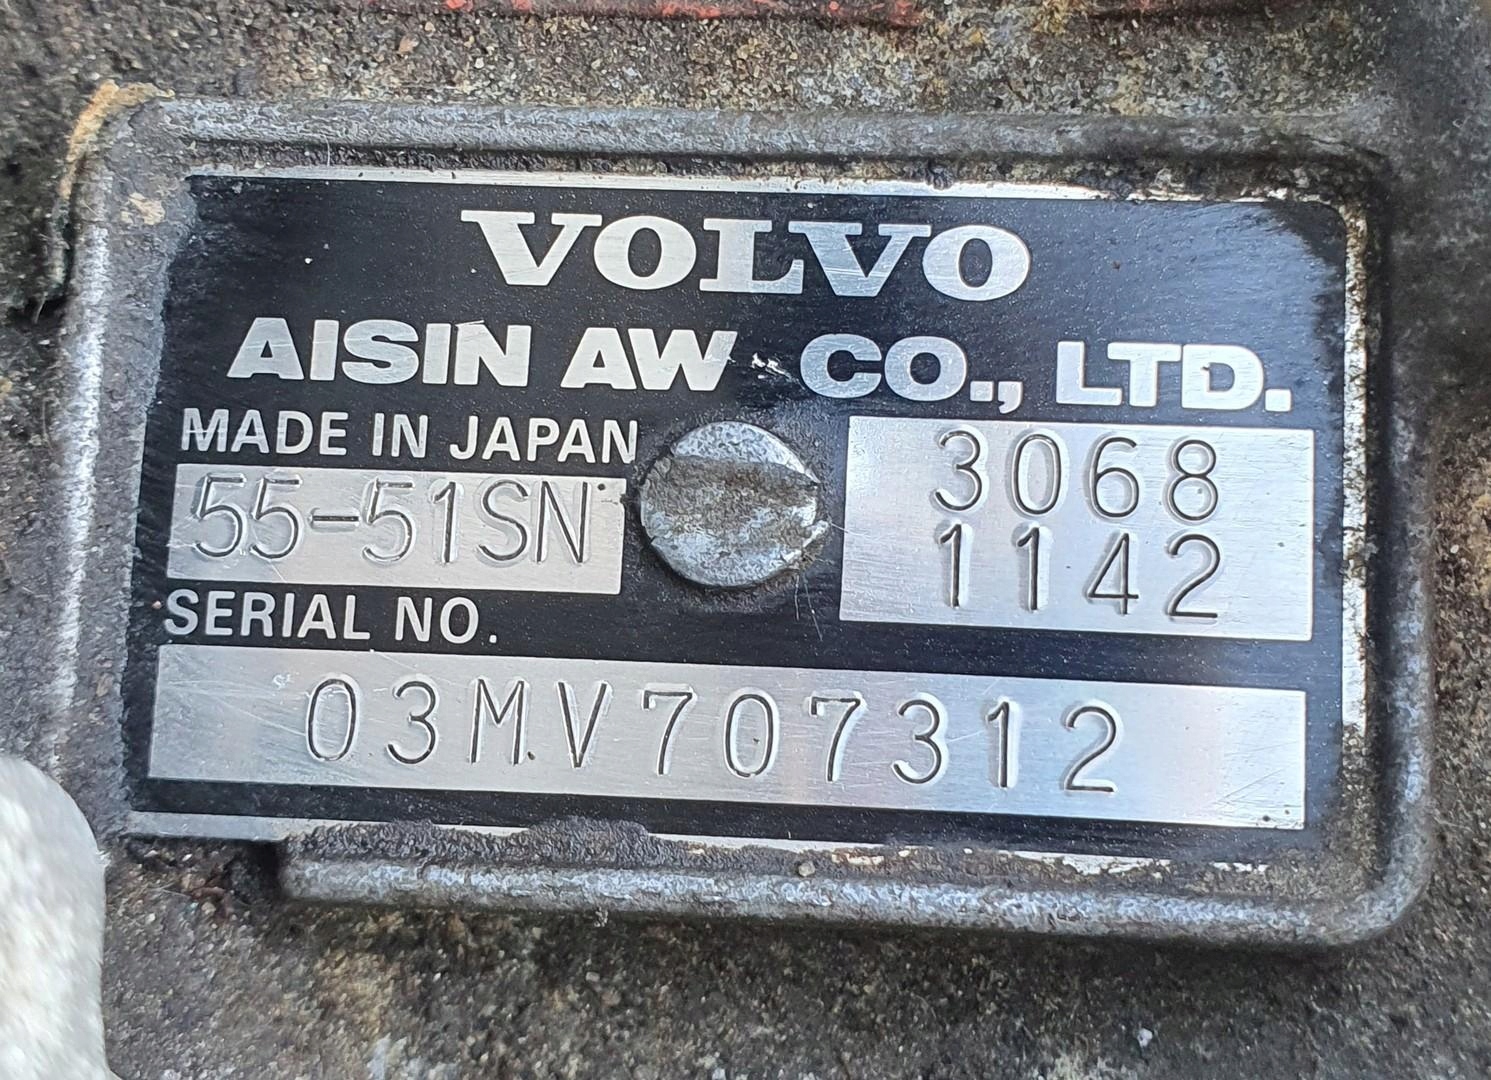 VOLVO
AISIN AW CO., LTD.
MADE IN JAPAN
55-51SN
3068
1142
SERIAL NO.
03MV707312